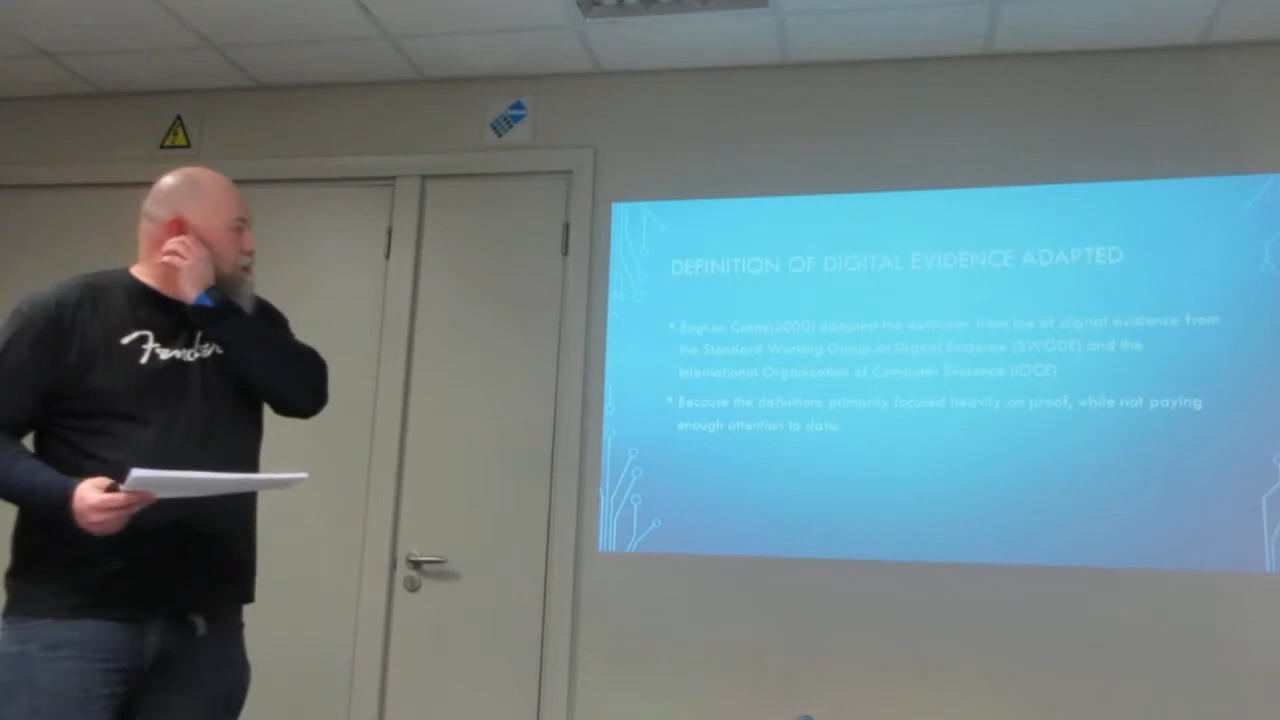 Fender
DEFINITION OF DIGITAL EVIDENCE ADAPTED
• Eoghan Casey(2000) adapted the definition from the of digital evidence from
the Standard Working Group on Digital Evidence (SWGDE) and the
International Organization of Computer Evidence (IOCE)
• Because the definitions primarily focused heavily on proof, while not paying
enough attention to data.